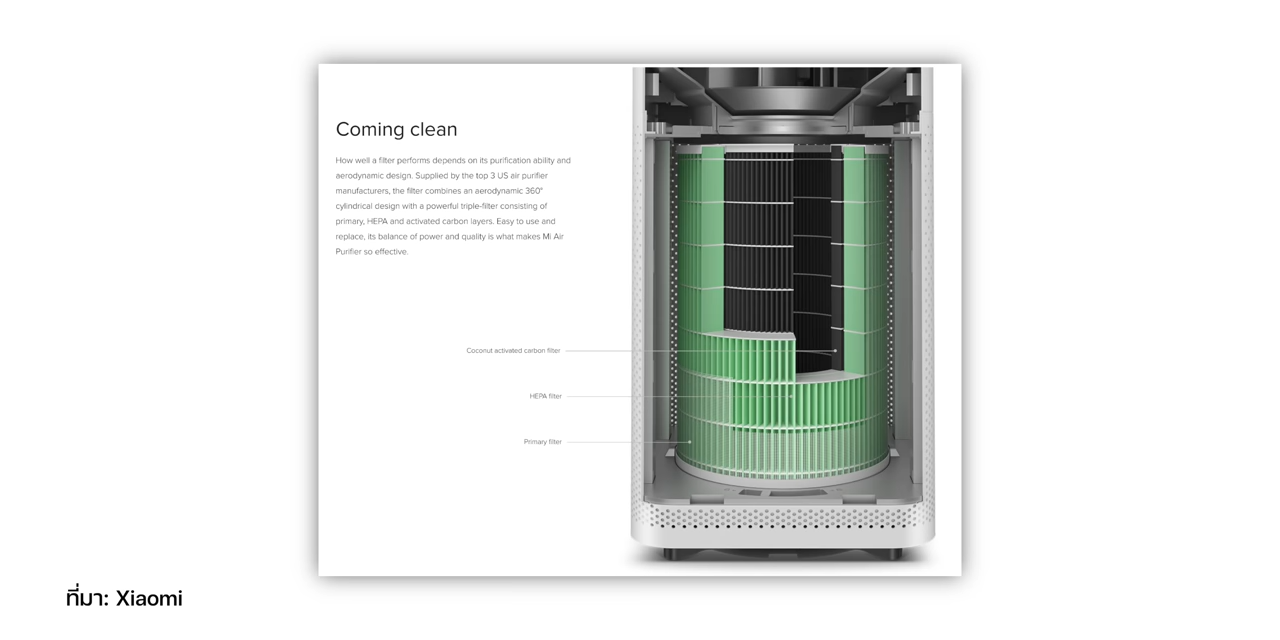 Coming clean
How well a filter performs depends on its purification ability and
aerodynamic design. Supplied by the top 3 US air purifier
manufacturers, the filter combines an aerodynamic 360°
cylindrical design with a powerful triple-filter consisting of
primary, HEPA and activated carbon layers. Easy to use and
replace, its balance of power and quality is what makes Mi Air
Purifier so effective.
Coconut activated carbon filter
HEPA filter
Primary filter
ที่มา: Xiaomi